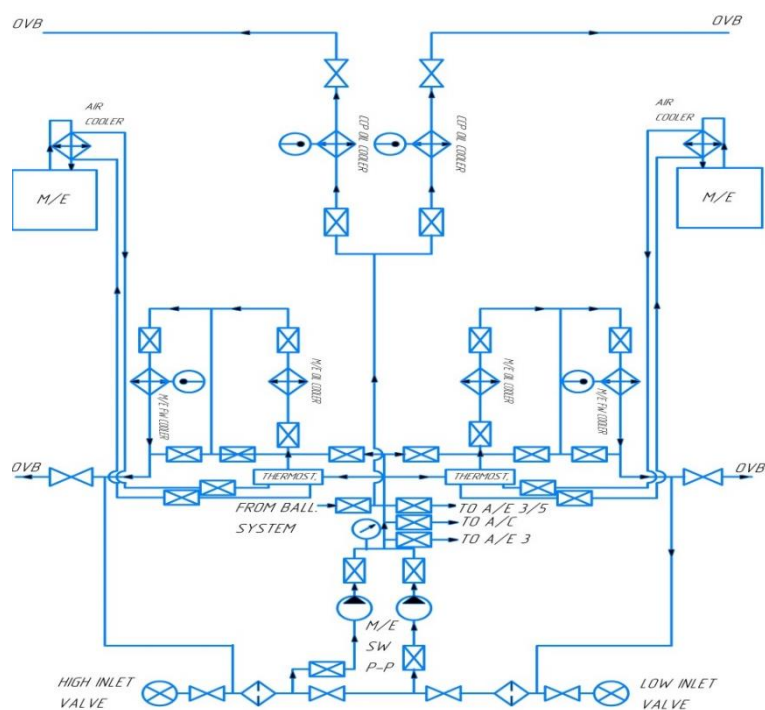 OVB
OVB
AIR
COOLER
AIR
COOLER
CCP OIL COOLER
CCP OIL COOLER
M/E
M/E
M/E OIL COOLER
M/E OIL COOLER
M/E FW COOLER
M/E FW COOLER
OVB
THERMOST.
THERMOST.
OVB
FROM BALL.
SYSTEM
TO A/E 3/5
TO A/C
TO A/E 3
M/E
SW
P-P
HIGH INLET
VALVE
LOW INLET
VALVE